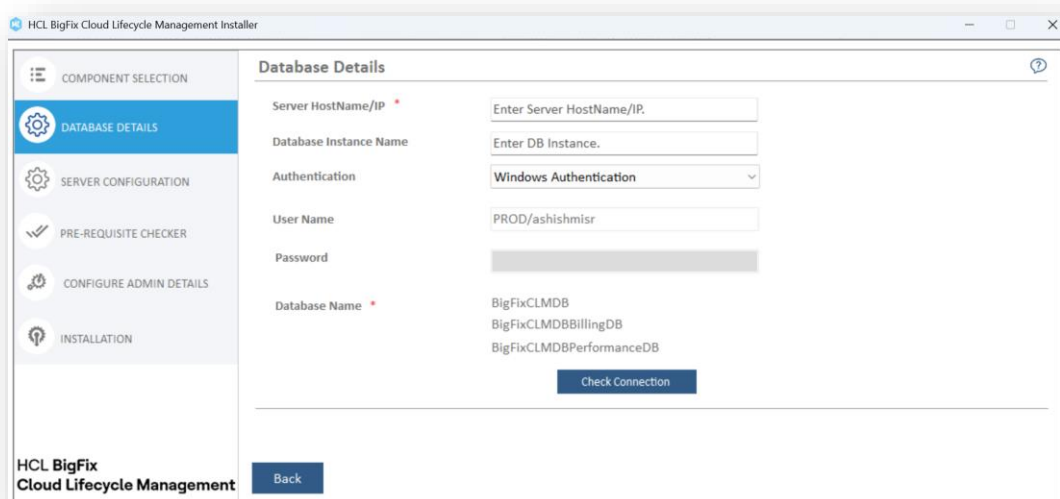 HCL BigFix Cloud Lifecycle Management Installer
COMPONENT SELECTION
DATABASE DETAILS
SERVER CONFIGURATION
PRE-REQUISITE CHECKER
CONFIGURE ADMIN DETAILS
INSTALLATION
HCL BigFix
Cloud Lifecycle Management
Database Details
Server HostName/IP * Enter Server HostName/IP.
Database Instance Name Enter DB Instance.
Authentication Windows Authentication
User Name PROD/ashishmisr
Password
Database Name * BigFixCLMDB
BigFixCLMDBBillingDB
BigFixCLMDBPerformanceDB
Check Connection
Back